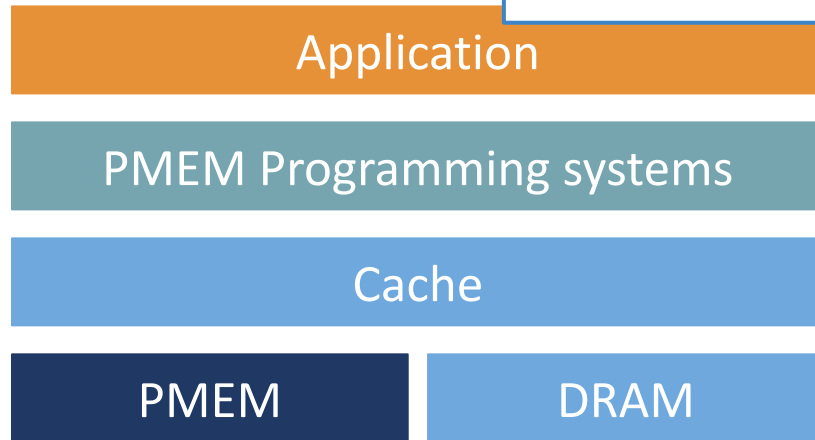 Application
PMEM Programming systems
Cache
PMEM
DRAM